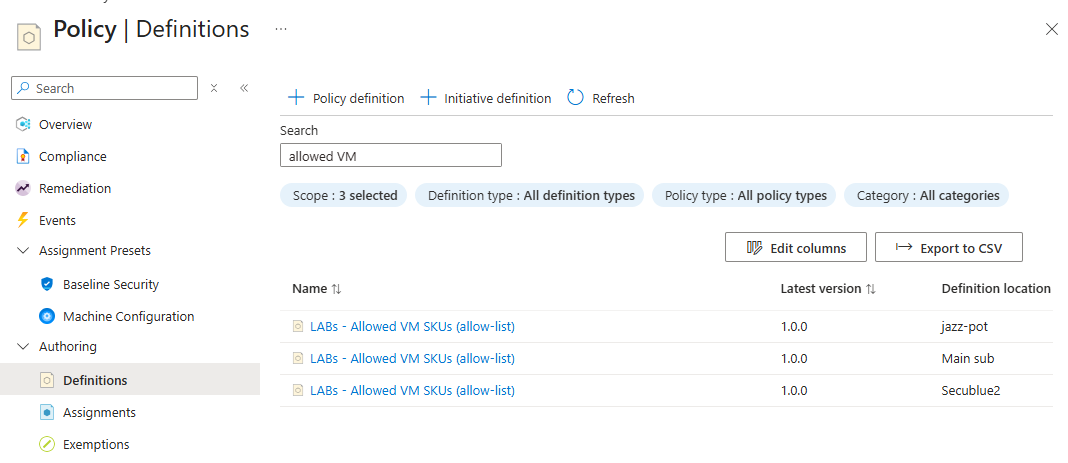 Policy | Definitions ...
Search
Overview
Compliance
Remediation
Events
Assignment Presets
Baseline Security
Machine Configuration
Authoring
Definitions
Assignments
Exemptions
Policy definition Initiative definition Refresh
Search
allowed VM
Scope : 3 selected Definition type : All definition types Policy type : All policy types Category : All categories
Edit columns Export to CSV
Name Latest version Definition location
LABs - Allowed VM SKUs (allow-list) 1.0.0 jazz-pot
LABs - Allowed VM SKUs (allow-list) 1.0.0 Main sub
LABs - Allowed VM SKUs (allow-list) 1.0.0 Secublue2